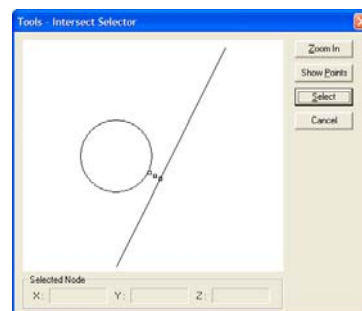 Tools - Intersect Selector
Zoom In
Show Points
Select
Cancel
Selected Node
X: Y: Z: